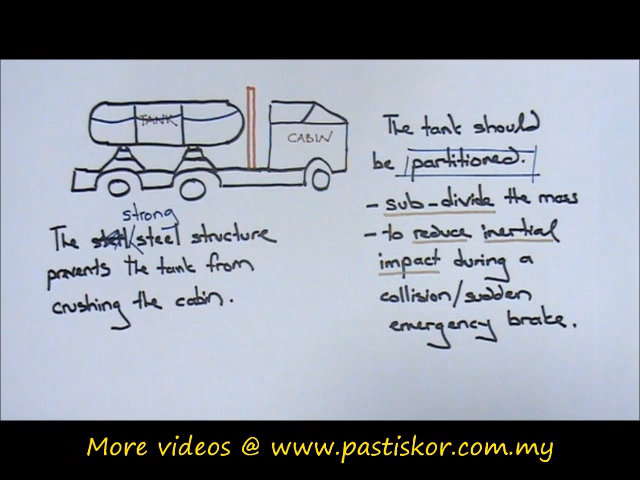 TANK
CABIN
The tank should
be partitioned.
- sub-divide the mass
- to reduce inertial
impact during a
collision/sudden
emergency brake.
strong
The steel structure
prevents the tank from
crushing the cabin.
More videos @ www.pastiskor.com.my